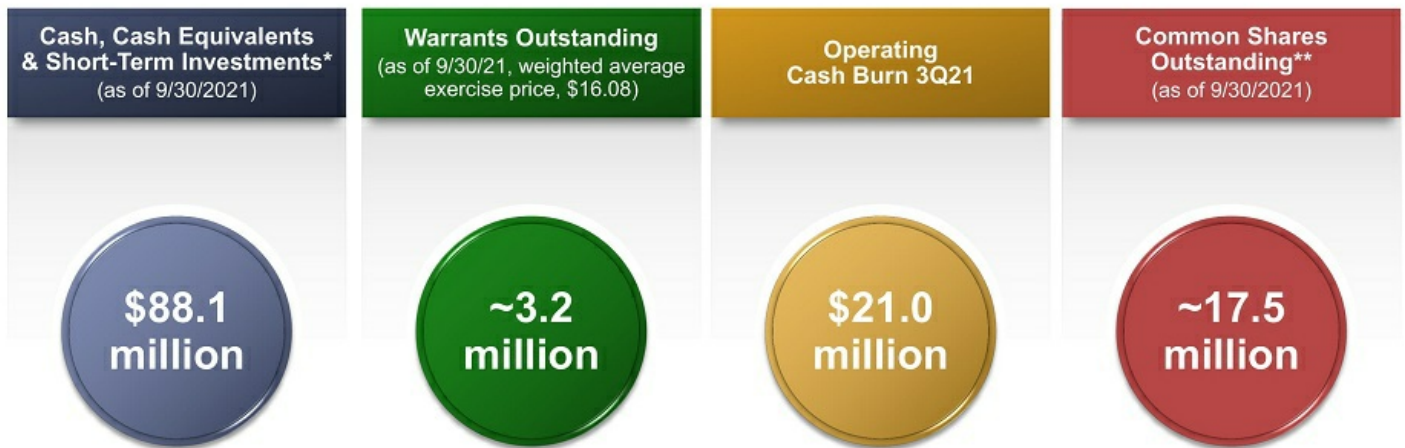 Cash, Cash Equivalents
& Short-Term Investments*
(as of 9/30/2021)
$88.1
million
Warrants Outstanding
(as of 9/30/21, weighted average
exercise price, $16.08)
~3.2
million
Operating
Cash Burn 3Q21
$21.0
million
Common Shares
Outstanding**
(as of 9/30/2021)
~17.5
million